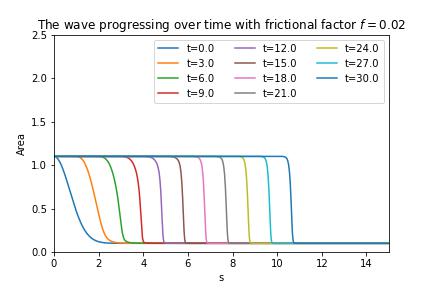 The wave progressing over time with frictional factor f = 0.02
2.5
2.0
1.5
1.0
0.5
0.0
Area
t=0.0 t=12.0 t=24.0
t=3.0 t=15.0 t=27.0
t=6.0 t=18.0 t=30.0
t=9.0 t=21.0
0 2 4 6 8 10 12 14
s